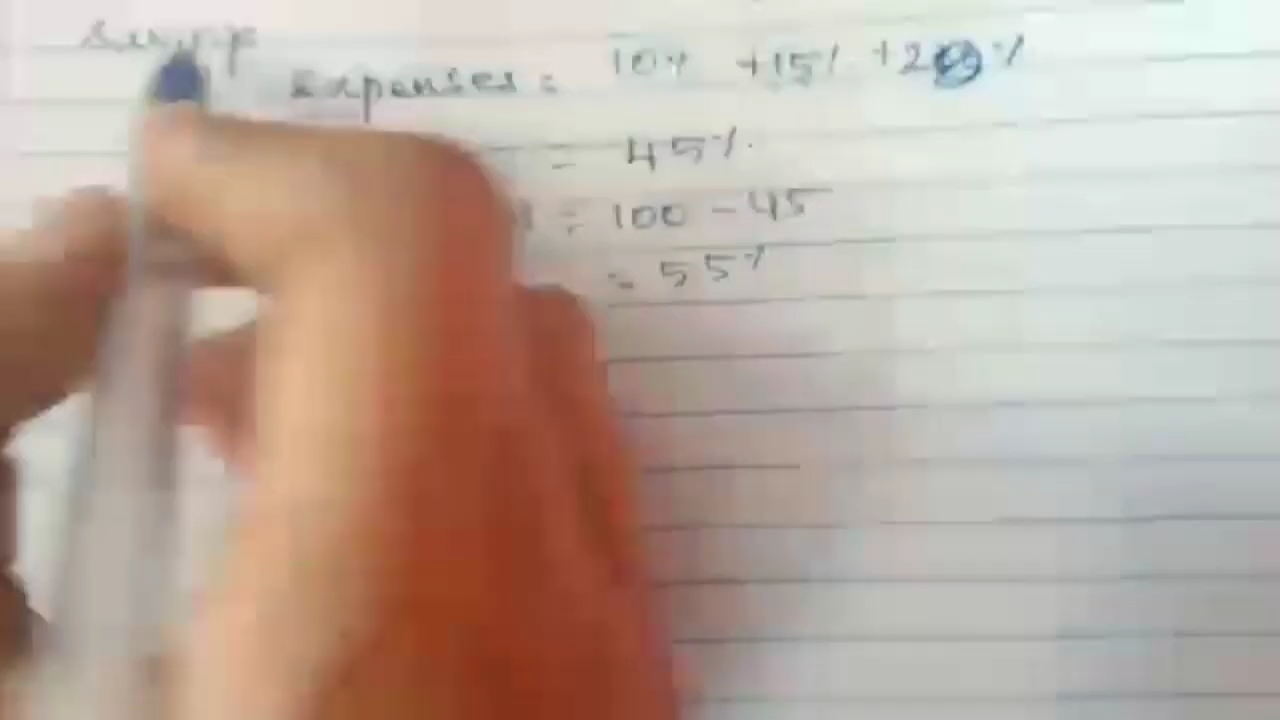 Expenses = 10% + 15% + 20%
= 45%
= 100 - 45
= 55%